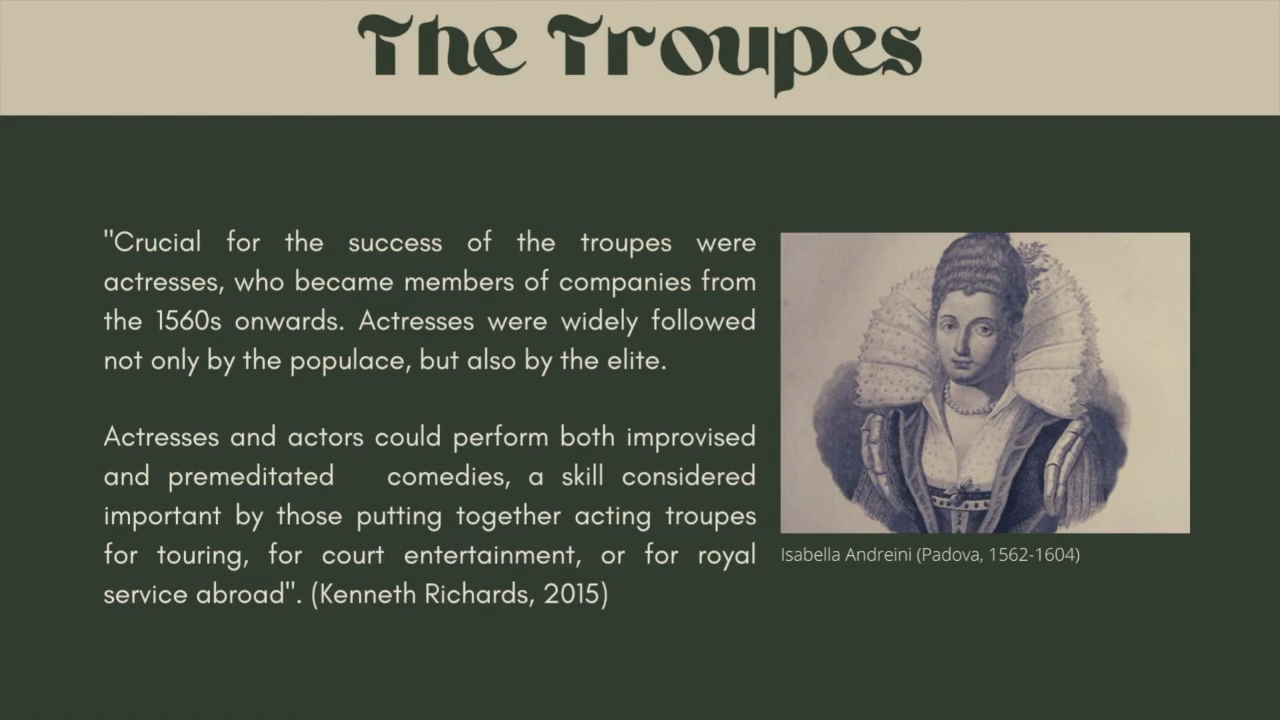 The Troupes
"Crucial for the success of the troupes were
actresses, who became members of companies from
the 1560s onwards. Actresses were widely followed
not only by the populace, but also by the elite.
Actresses and actors could perform both improvised
and premeditated comedies, a skill considered
important by those putting together acting troupes
for touring, for court entertainment, or for royal
service abroad". (Kenneth Richards, 2015)
Isabella Andreini (Padova, 1562-1604)